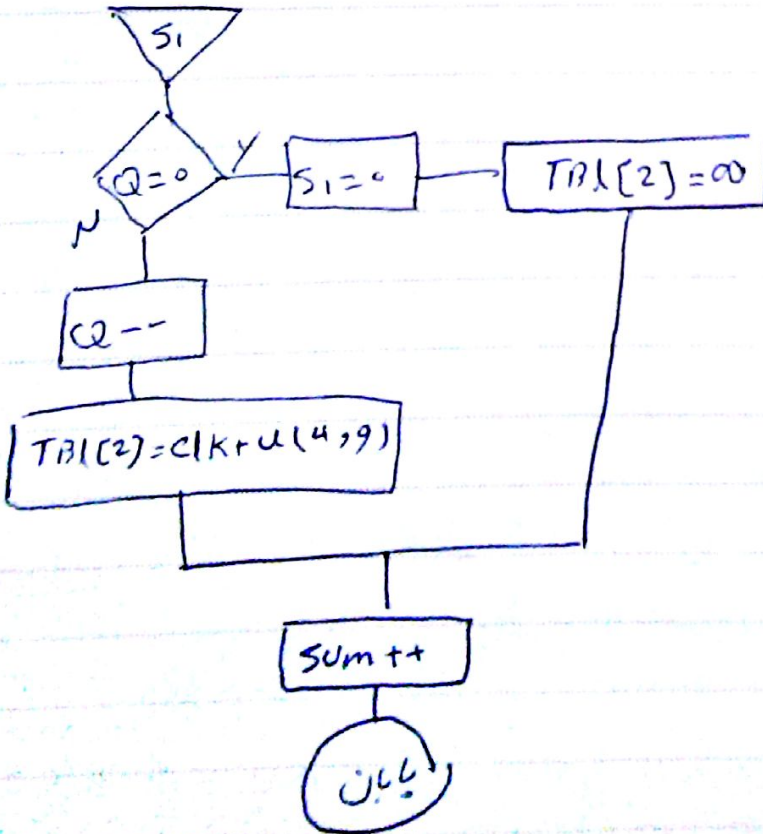 S1
Q=0
Y
S1=0
TBL[2]=∞
N
Q--
TBL[2]=clk+U(4,9)
SUM++
پایان